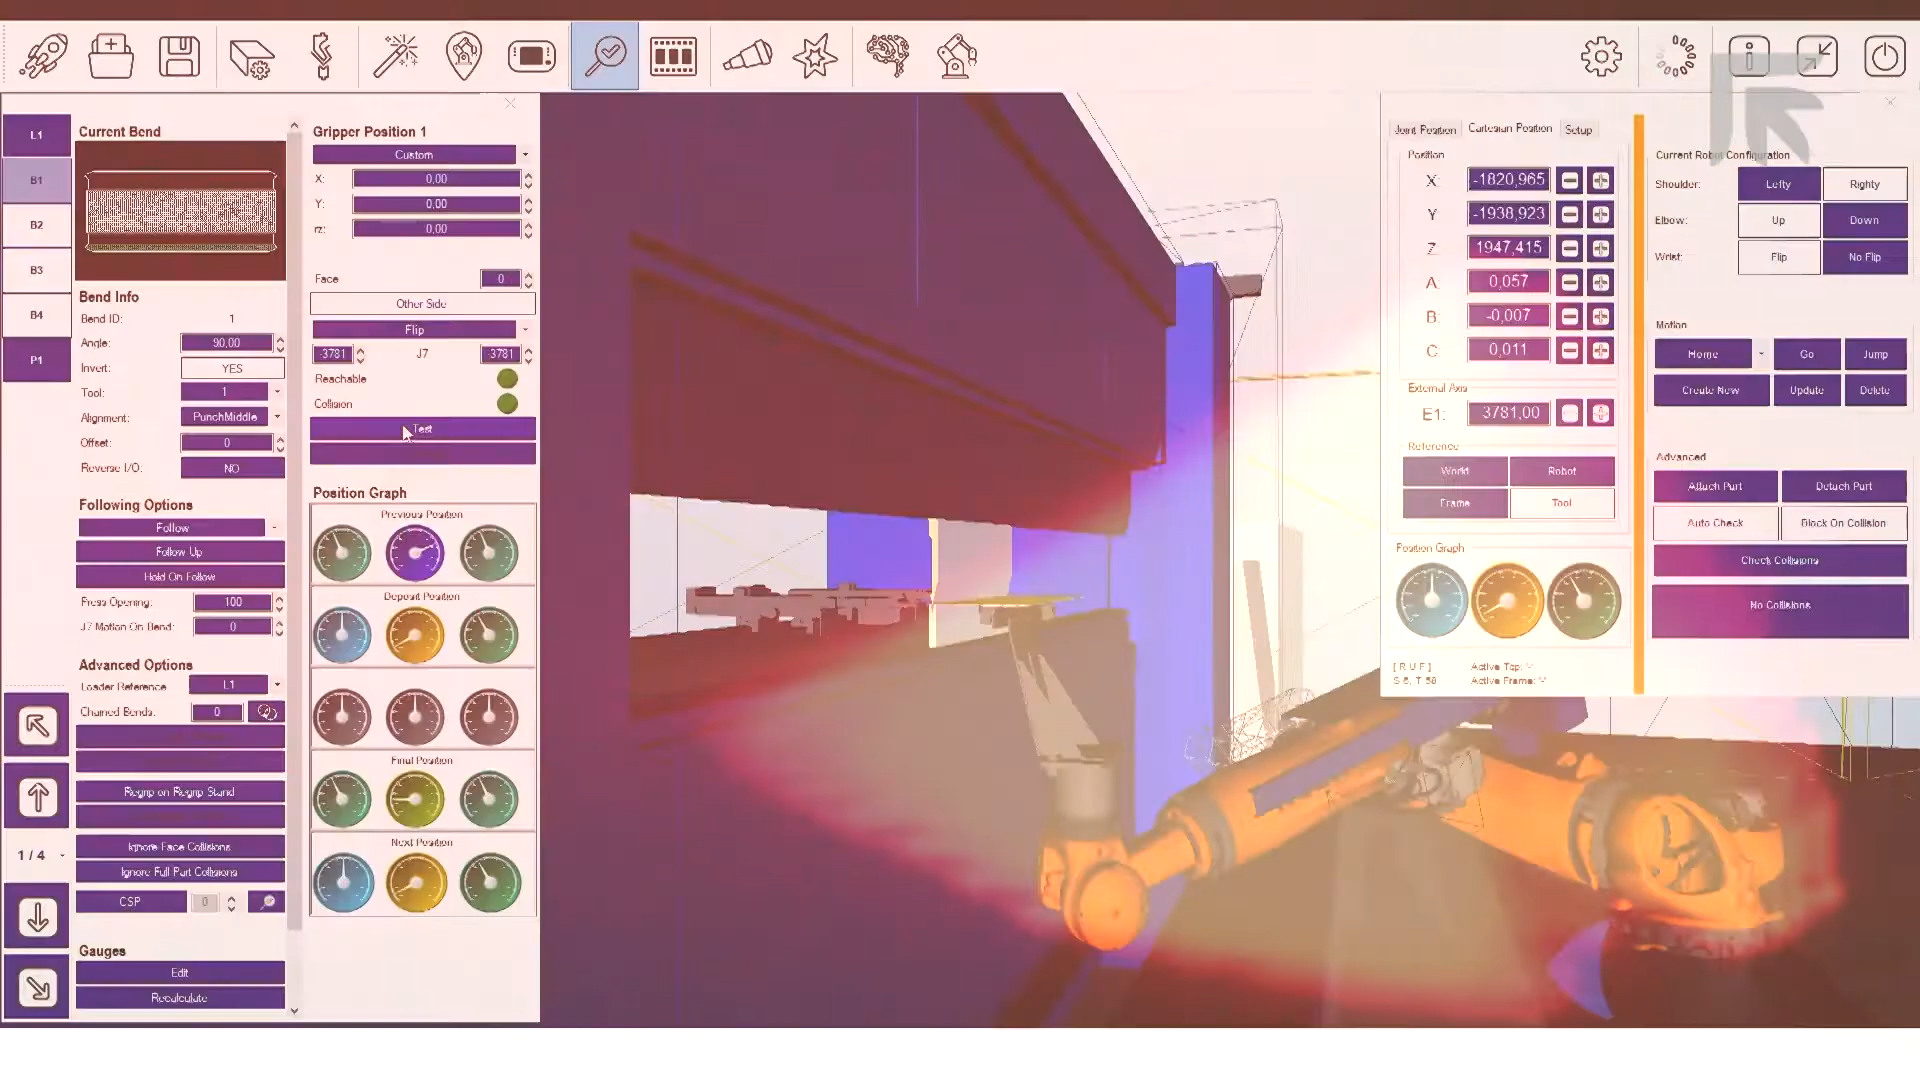 L1
B1
B2
B3
B4
P1
1 / 4
Current Bend
Bend Info
Bend ID: 1
Angle: 90,00
Invert: YES
Tool: 1
Alignment: PunchMiddle
Offset: 0
Reverse I/O: NO
Following Options
Follow
Follow Up
Hold On Follow
Press Opening: 100
J7 Motion On Bend: 0
Advanced Options
Loader Reference L1
Chained Bends: 0
Regrip on Regrip Stand
Ignore Face Collisions
Ignore Full Part Collisions
CSP 0
Gauges
Edit
Recalculate
Gripper Position 1
Custom
X: 0,00
Y: 0,00
rz: 0,00
Face 0
Other Side
Flip
-3781 J7 -3781
Reachable
Collision
Test
Position Graph
Previous Position
Deposit Position
Final Position
Next Position
Joint Position Cartesian Position Setup
Position
X: -1820,965
Y -1938,923
Z 1947,415
A: 0,057
B: -0,007
C 0,011
External Axis
E1: 3781,00
Reference
World Robot
Frame Tool
Position Graph
[ R U F ] Active Tap:
S 6, T 58 Active Frame:
Current Robot Configuration
Shoulder: Lefty Righty
Elbow: Up Down
Wrist: Flip No Flip
Motion
Home Go Jump
Create New Update Delete
Advanced
Attach Part Detach Part
Auto Check Block On Collision
Check Collisions
No Collisions